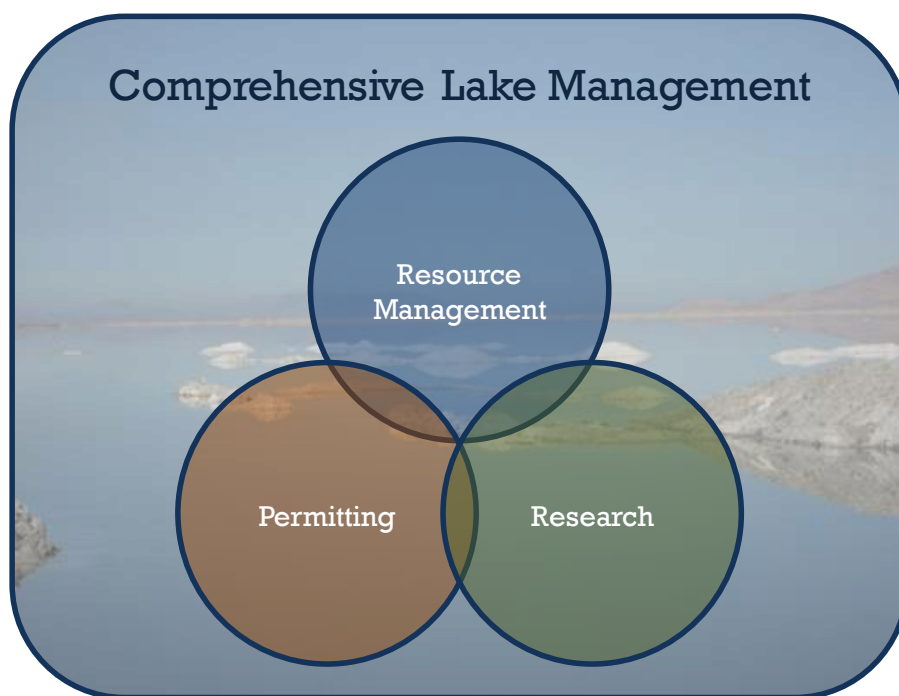 Comprehensive Lake Management
Resource
Management
Permitting
Research